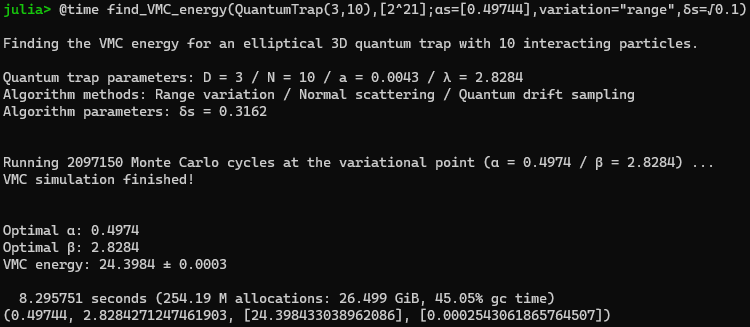 julia> @time find_VMC_energy(QuantumTrap(3,10),[2^21];αs=[0.49744],variation="range",δs=√0.1)
Finding the VMC energy for an elliptical 3D quantum trap with 10 interacting particles.
Quantum trap parameters: D = 3 / N = 10 / a = 0.0043 / λ = 2.8284
Algorithm methods: Range variation / Normal scattering / Quantum drift sampling
Algorithm parameters: δs = 0.3162
Running 2097150 Monte Carlo cycles at the variational point (α = 0.4974 / β = 2.8284) ...
VMC simulation finished!
Optimal α: 0.4974
Optimal β: 2.8284
VMC energy: 24.3984 ± 0.0003
8.295751 seconds (254.19 M allocations: 26.499 GiB, 45.05% gc time)
(0.49744, 2.8284271247461903, [24.398433038962086], [0.0002543061865764507])